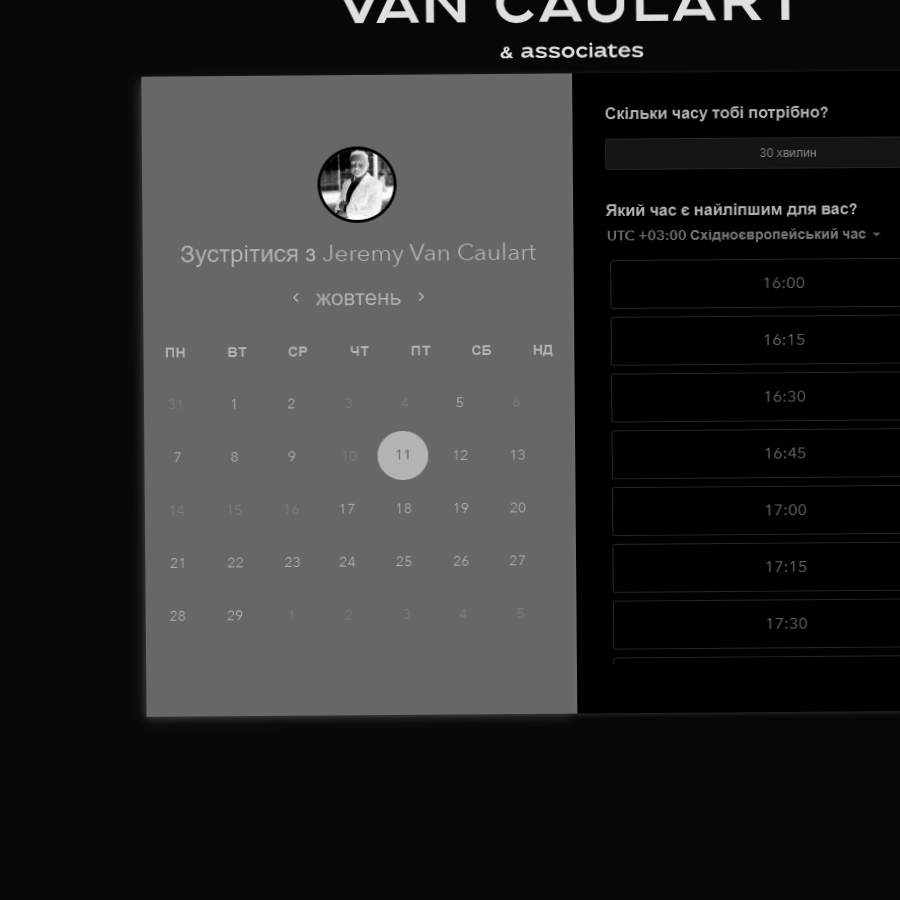 VAN CAULART
& associates
Зустрітися з Jeremy Van Caulart
жовтень
ПН ВТ СР ЧТ ПТ СБ НД
31 1 2 3 4 5 6
7 8 9 10 11 12 13
14 15 16 17 18 19 20
21 22 23 24 25 26 27
28 29 1 2 3 4 5
Скільки часу тобі потрібно?
30 хвилин
Який час є найліпшим для вас?
UTC +03:00 Східноєвропейський час
16:00
16:15
16:30
16:45
17:00
17:15
17:30